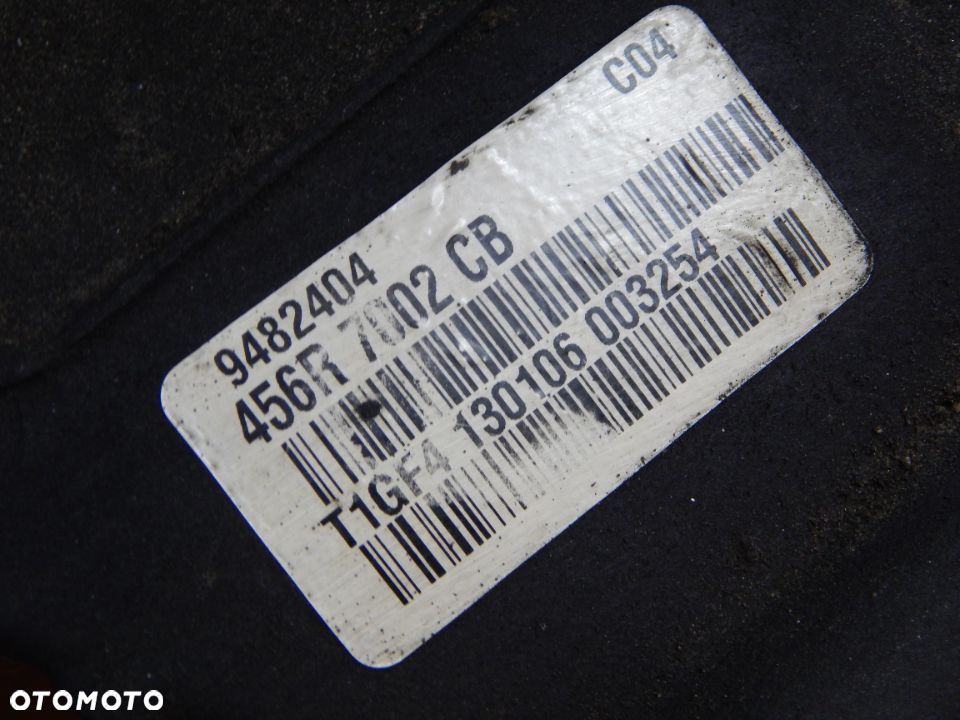 C04
9482404
456R 7002 CB
T1GF4 130106 003254
OTOMOTO